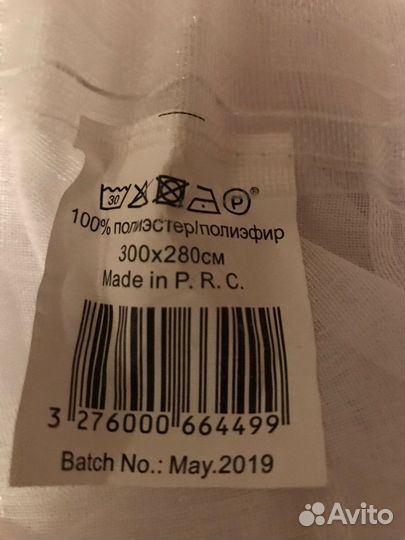 30 P ®
100% полиэстер/полиэфир
300x280см
Made in P. R. C.
3 276000 664499
Batch No.: May.2019
Avito